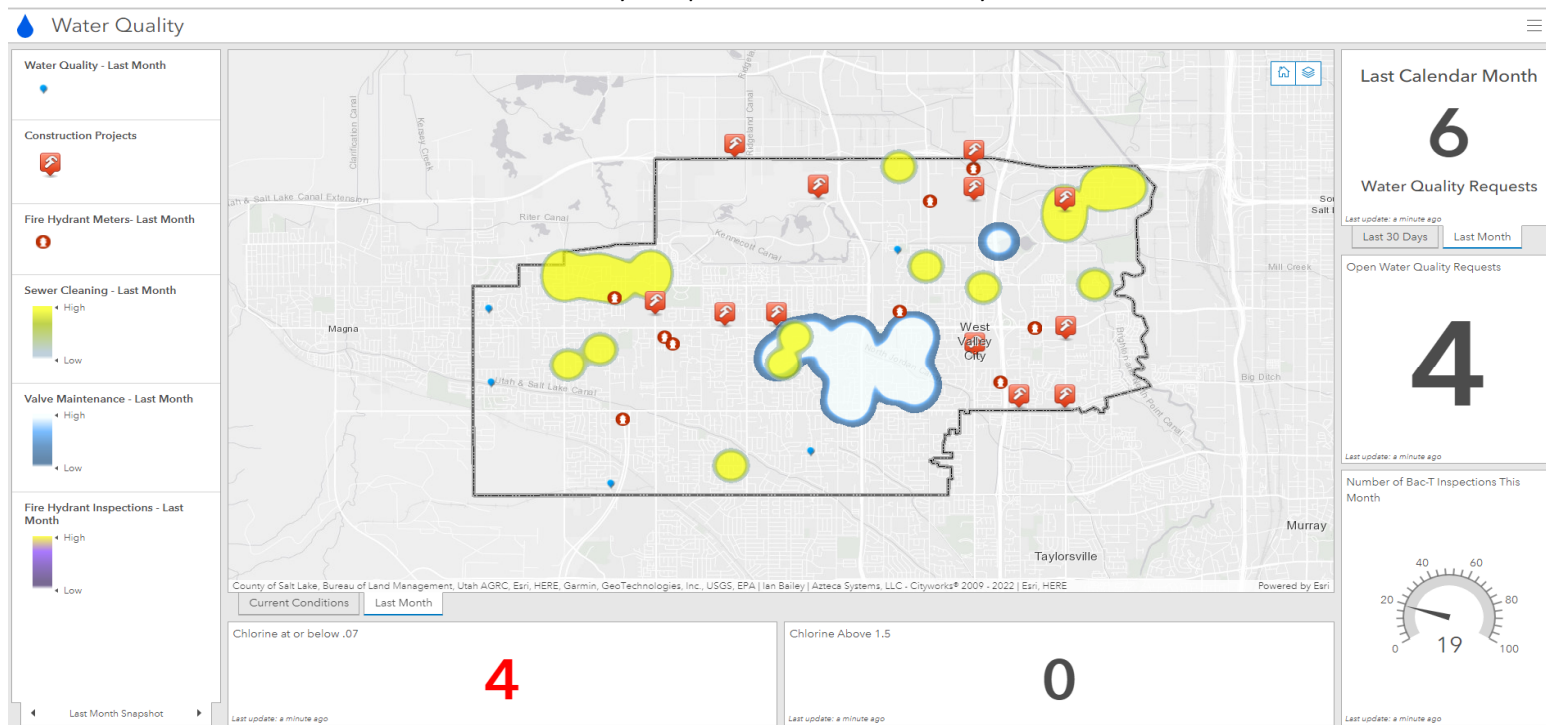 Water Quality
Water Quality - Last Month
Construction Projects
Fire Hydrant Meters- Last Month
Sewer Cleaning - Last Month
High
Low
Valve Maintenance - Last Month
High
Low
Fire Hydrant Inspections - Last
Month
High
Low
Last Month Snapshot
Clarification Canal
Kersey Creek
Ridgeland Canal
Riter Canal
Kennecott Canal
Magna
Utah & Salt Lake Canal
West
Valley
City
Mill Creek
Big Ditch
Murray
Taylorsville
County of Salt Lake, Bureau of Land Management, Utah AGRC, Esri, HERE, Garmin, GeoTechnologies, Inc., USGS, EPA | Ian Bailey | Azteca Systems, LLC - Cityworks® 2009 - 2022 | Esri, HERE
Powered by Esri
Current Conditions
Last Month
Chlorine at or below .07
4
Last update: a minute ago
Chlorine Above 1.5
0
Last update: a minute ago
Last Calendar Month
6
Water Quality Requests
Last update: a minute ago
Last 30 Days
Last Month
Open Water Quality Requests
4
Last update: a minute ago
Number of Bac-T Inspections This
Month
0
20
40
60
80
100
19
Last update: a minute ago